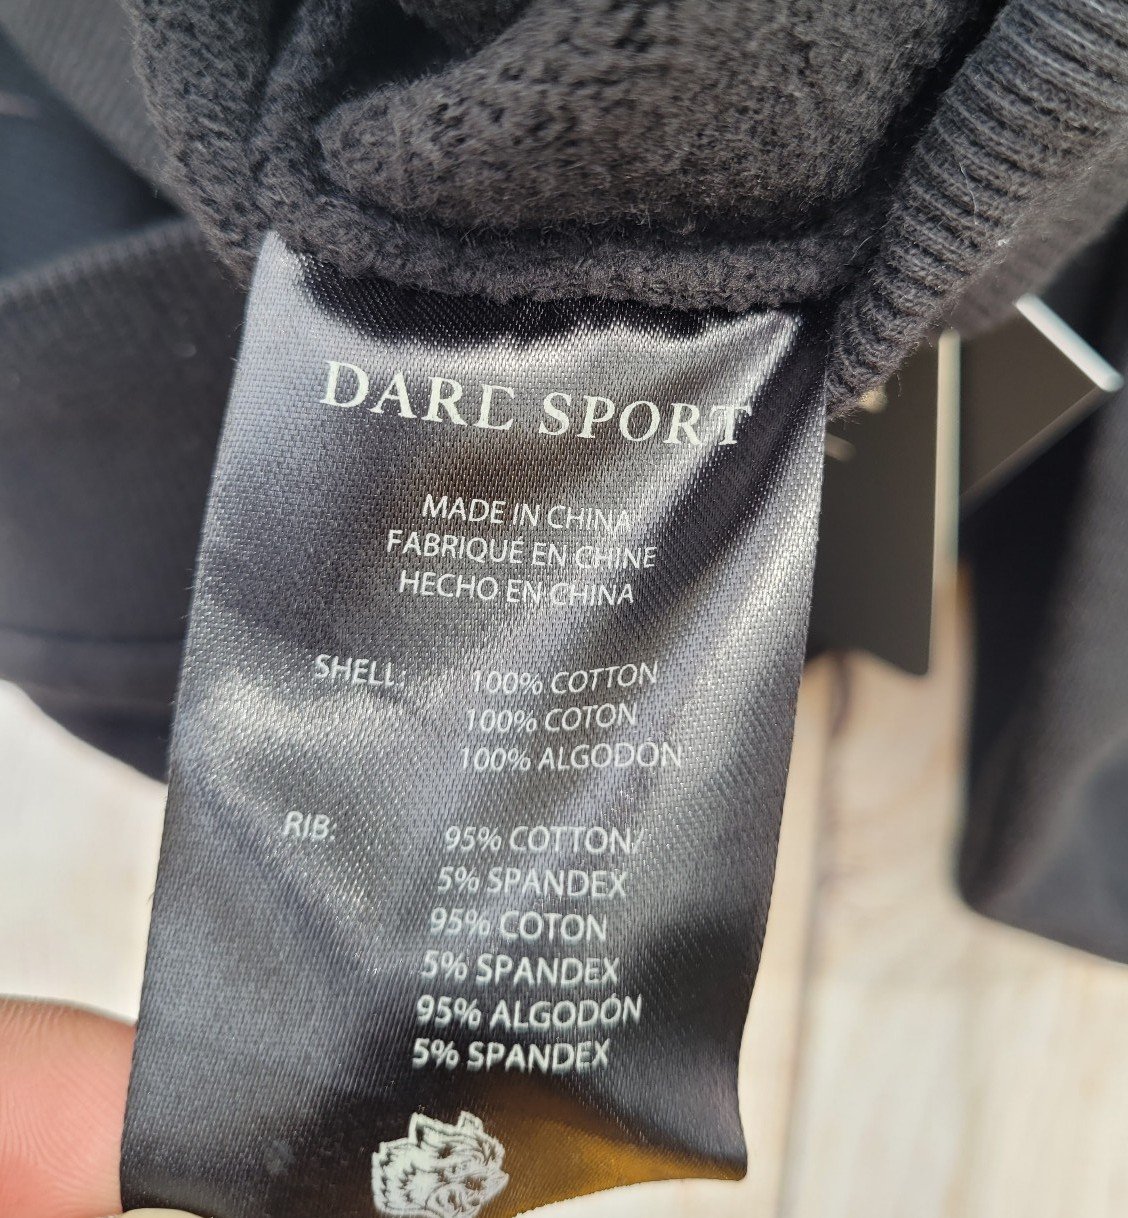 DARC SPORT
MADE IN CHINA
FABRIQUÉ EN CHINE
HECHO EN CHINA
SHELL: 100% COTTON
100% COTON
100% ALGODÓN
RIB: 95% COTTON/
5% SPANDEX
95% COTON
5% SPANDEX
95% ALGODÓN
5% SPANDEX